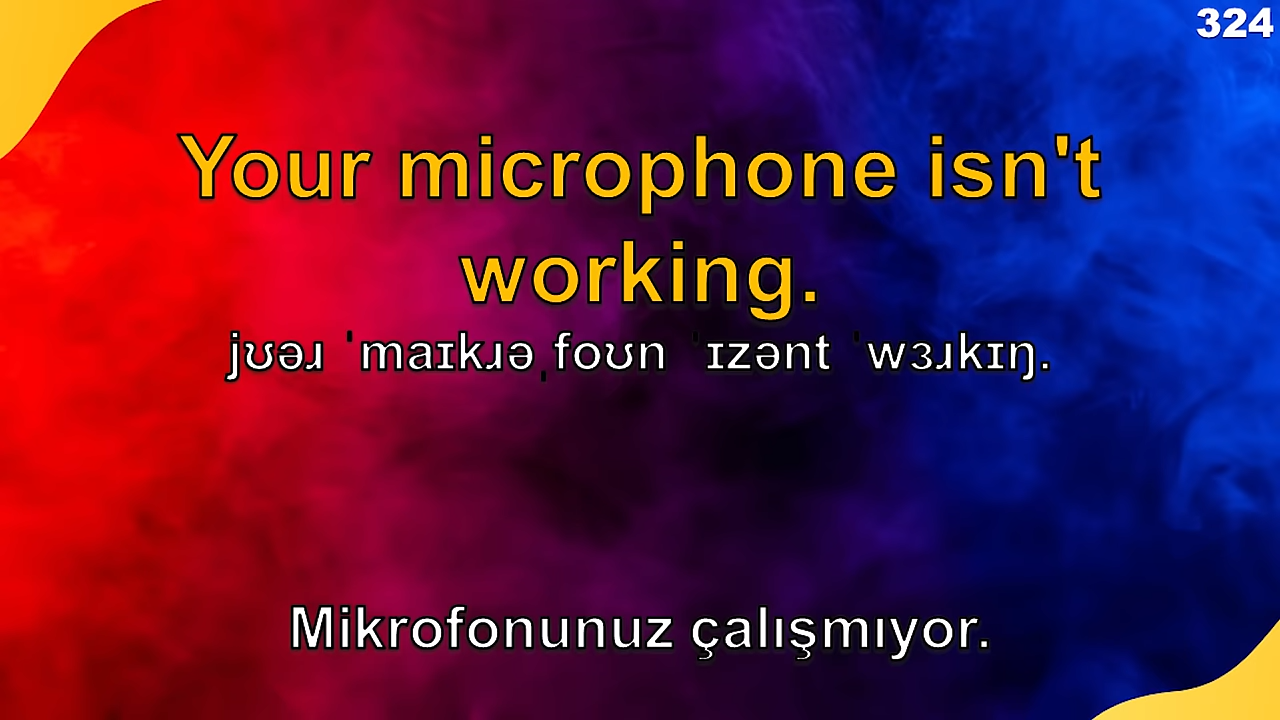 324
Your microphone isn't
working.
jʊəɹ ˈmaɪkɹəˌfoʊn ˈɪzənt ˈwɜɹkɪŋ.
Mikrofonunuz çalışmıyor.